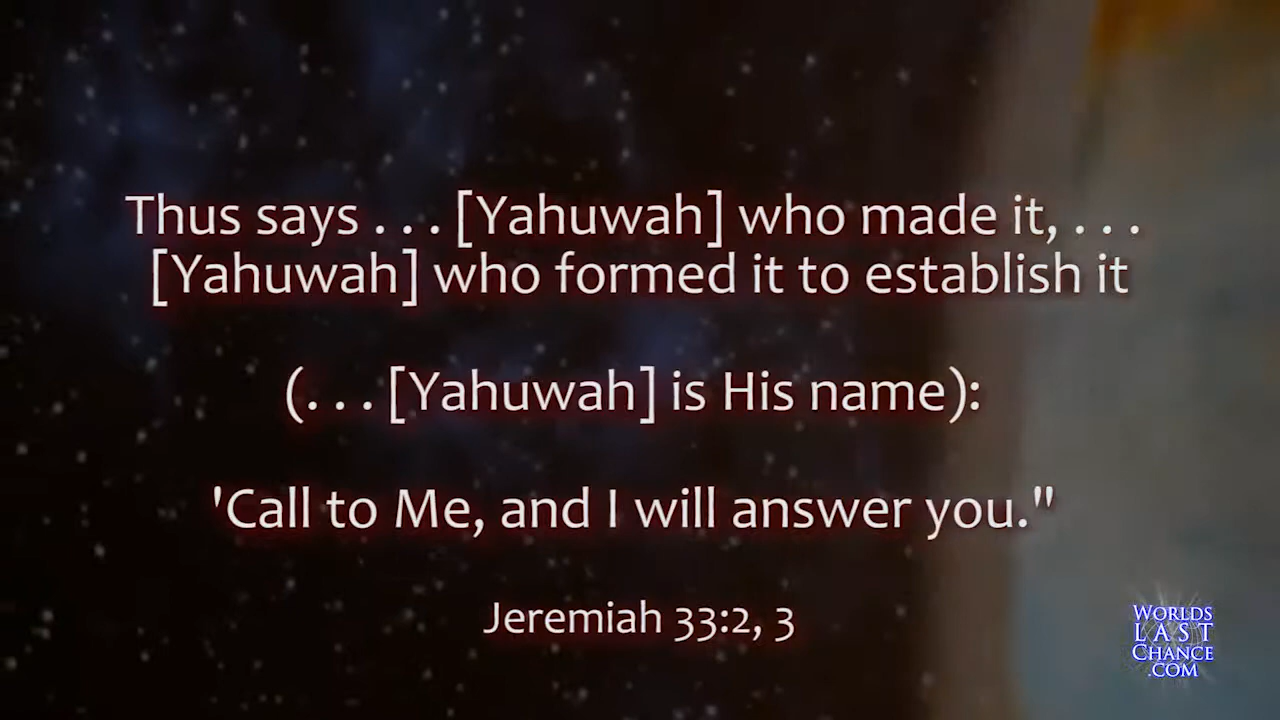 Thus says . . . [Yahuwah] who made it, . . .
[Yahuwah] who formed it to establish it
(. . . [Yahuwah] is His name):
'Call to Me, and I will answer you."
Jeremiah 33:2, 3
WORLDS
LAST
CHANCE
.COM